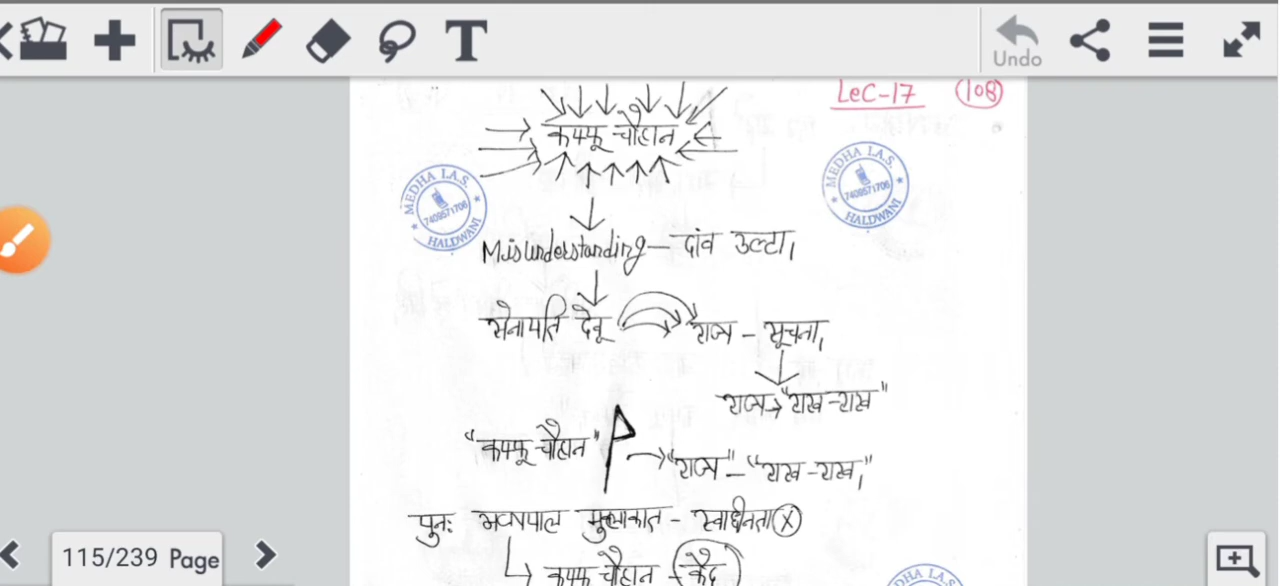 Undo
LeC-17 (108)
कफ्फू चौहान
MEDHA I.A.S.
7409571706
HALDWANI
MEDHA I.A.S.
7409571706
HALDWANI
Misunderstanding – दांव उल्टा,
सेनापति देबू राज्य – सूचना,
राज्य → "राख-राख"
"कफ्फू चौहान" P → "राज्य" – "राख-राख,"
पुनः अजयपाल मुलाकात – स्वाधीनता (X)
कफ्फू चौहान – कैद
MEDHA I.A.S.
115/239 Page